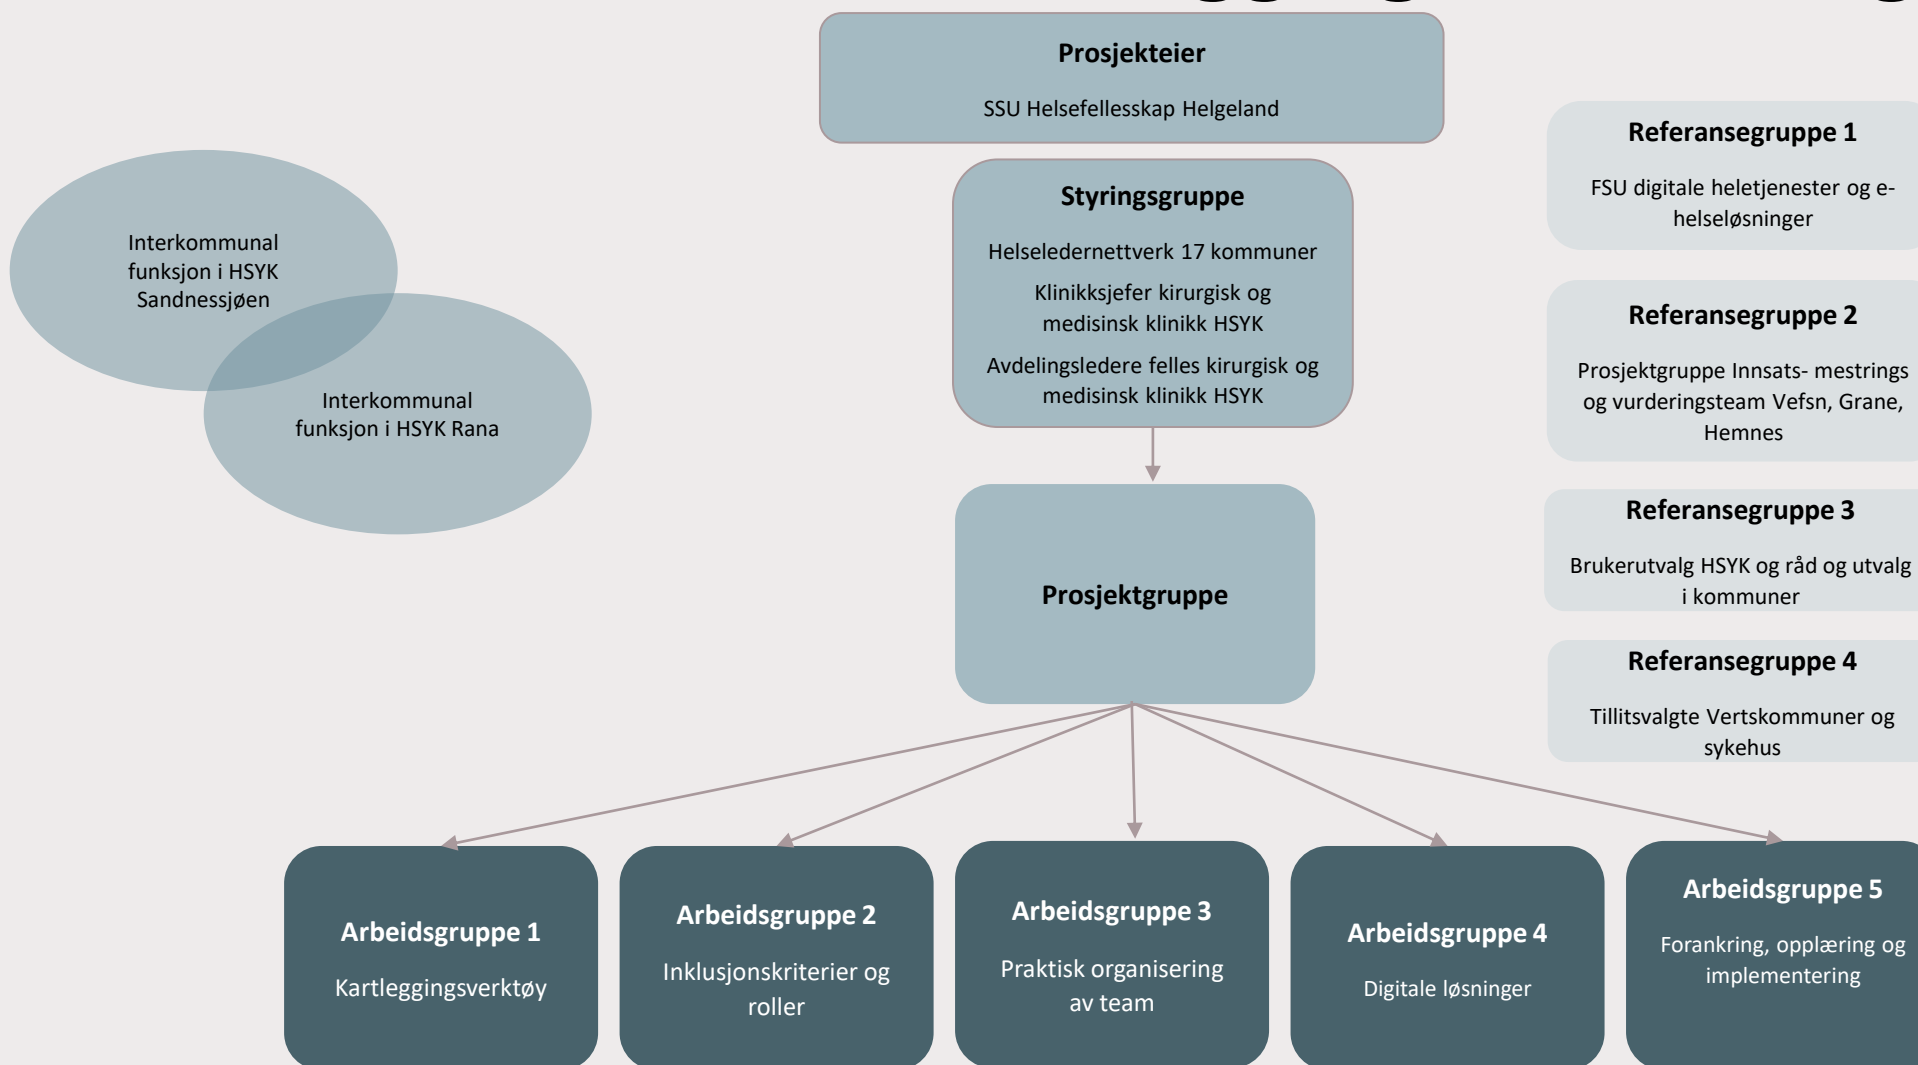 Prosjekteier
SSU Helsefellesskap Helgeland
Styringsgruppe
Helseledernettverk 17 kommuner
Klinikksjefer kirurgisk og
medisinsk klinikk HSYK
Avdelingsledere felles kirurgisk og
medisinsk klinikk HSYK
Interkommunal
funksjon i HSYK
Sandnessjøen
Interkommunal
funksjon i HSYK Rana
Prosjektgruppe
Referansegruppe 1
FSU digitale heletjenester og e-
helseløsninger
Referansegruppe 2
Prosjektgruppe Innsats- mestrings
og vurderingsteam Vefsn, Grane,
Hemnes
Referansegruppe 3
Brukerutvalg HSYK og råd og utvalg
i kommuner
Referansegruppe 4
Tillitsvalgte Vertskommuner og
sykehus
Arbeidsgruppe 1
Kartleggingsverktøy
Arbeidsgruppe 2
Inklusjonskriterier og
roller
Arbeidsgruppe 3
Praktisk organisering
av team
Arbeidsgruppe 4
Digitale løsninger
Arbeidsgruppe 5
Forankring, opplæring og
implementering